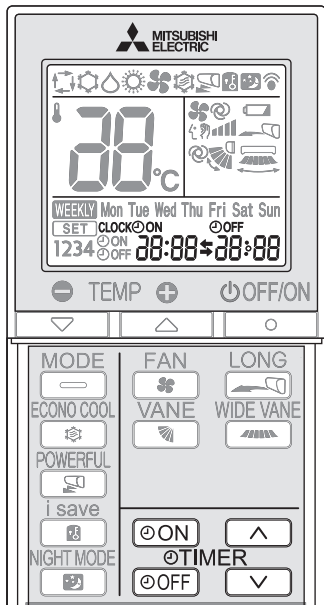 MITSUBISHI
ELECTRIC
88°C
WEEKLY Mon Tue Wed Thu Fri Sat Sun
SET CLOCK ON OFF
1234 ON OFF 88:88 88:88
TEMP OFF/ON
MODE FAN LONG
ECONO COOL VANE WIDE VANE
POWERFUL
i save
ON
NIGHT MODE TIMER
OFF